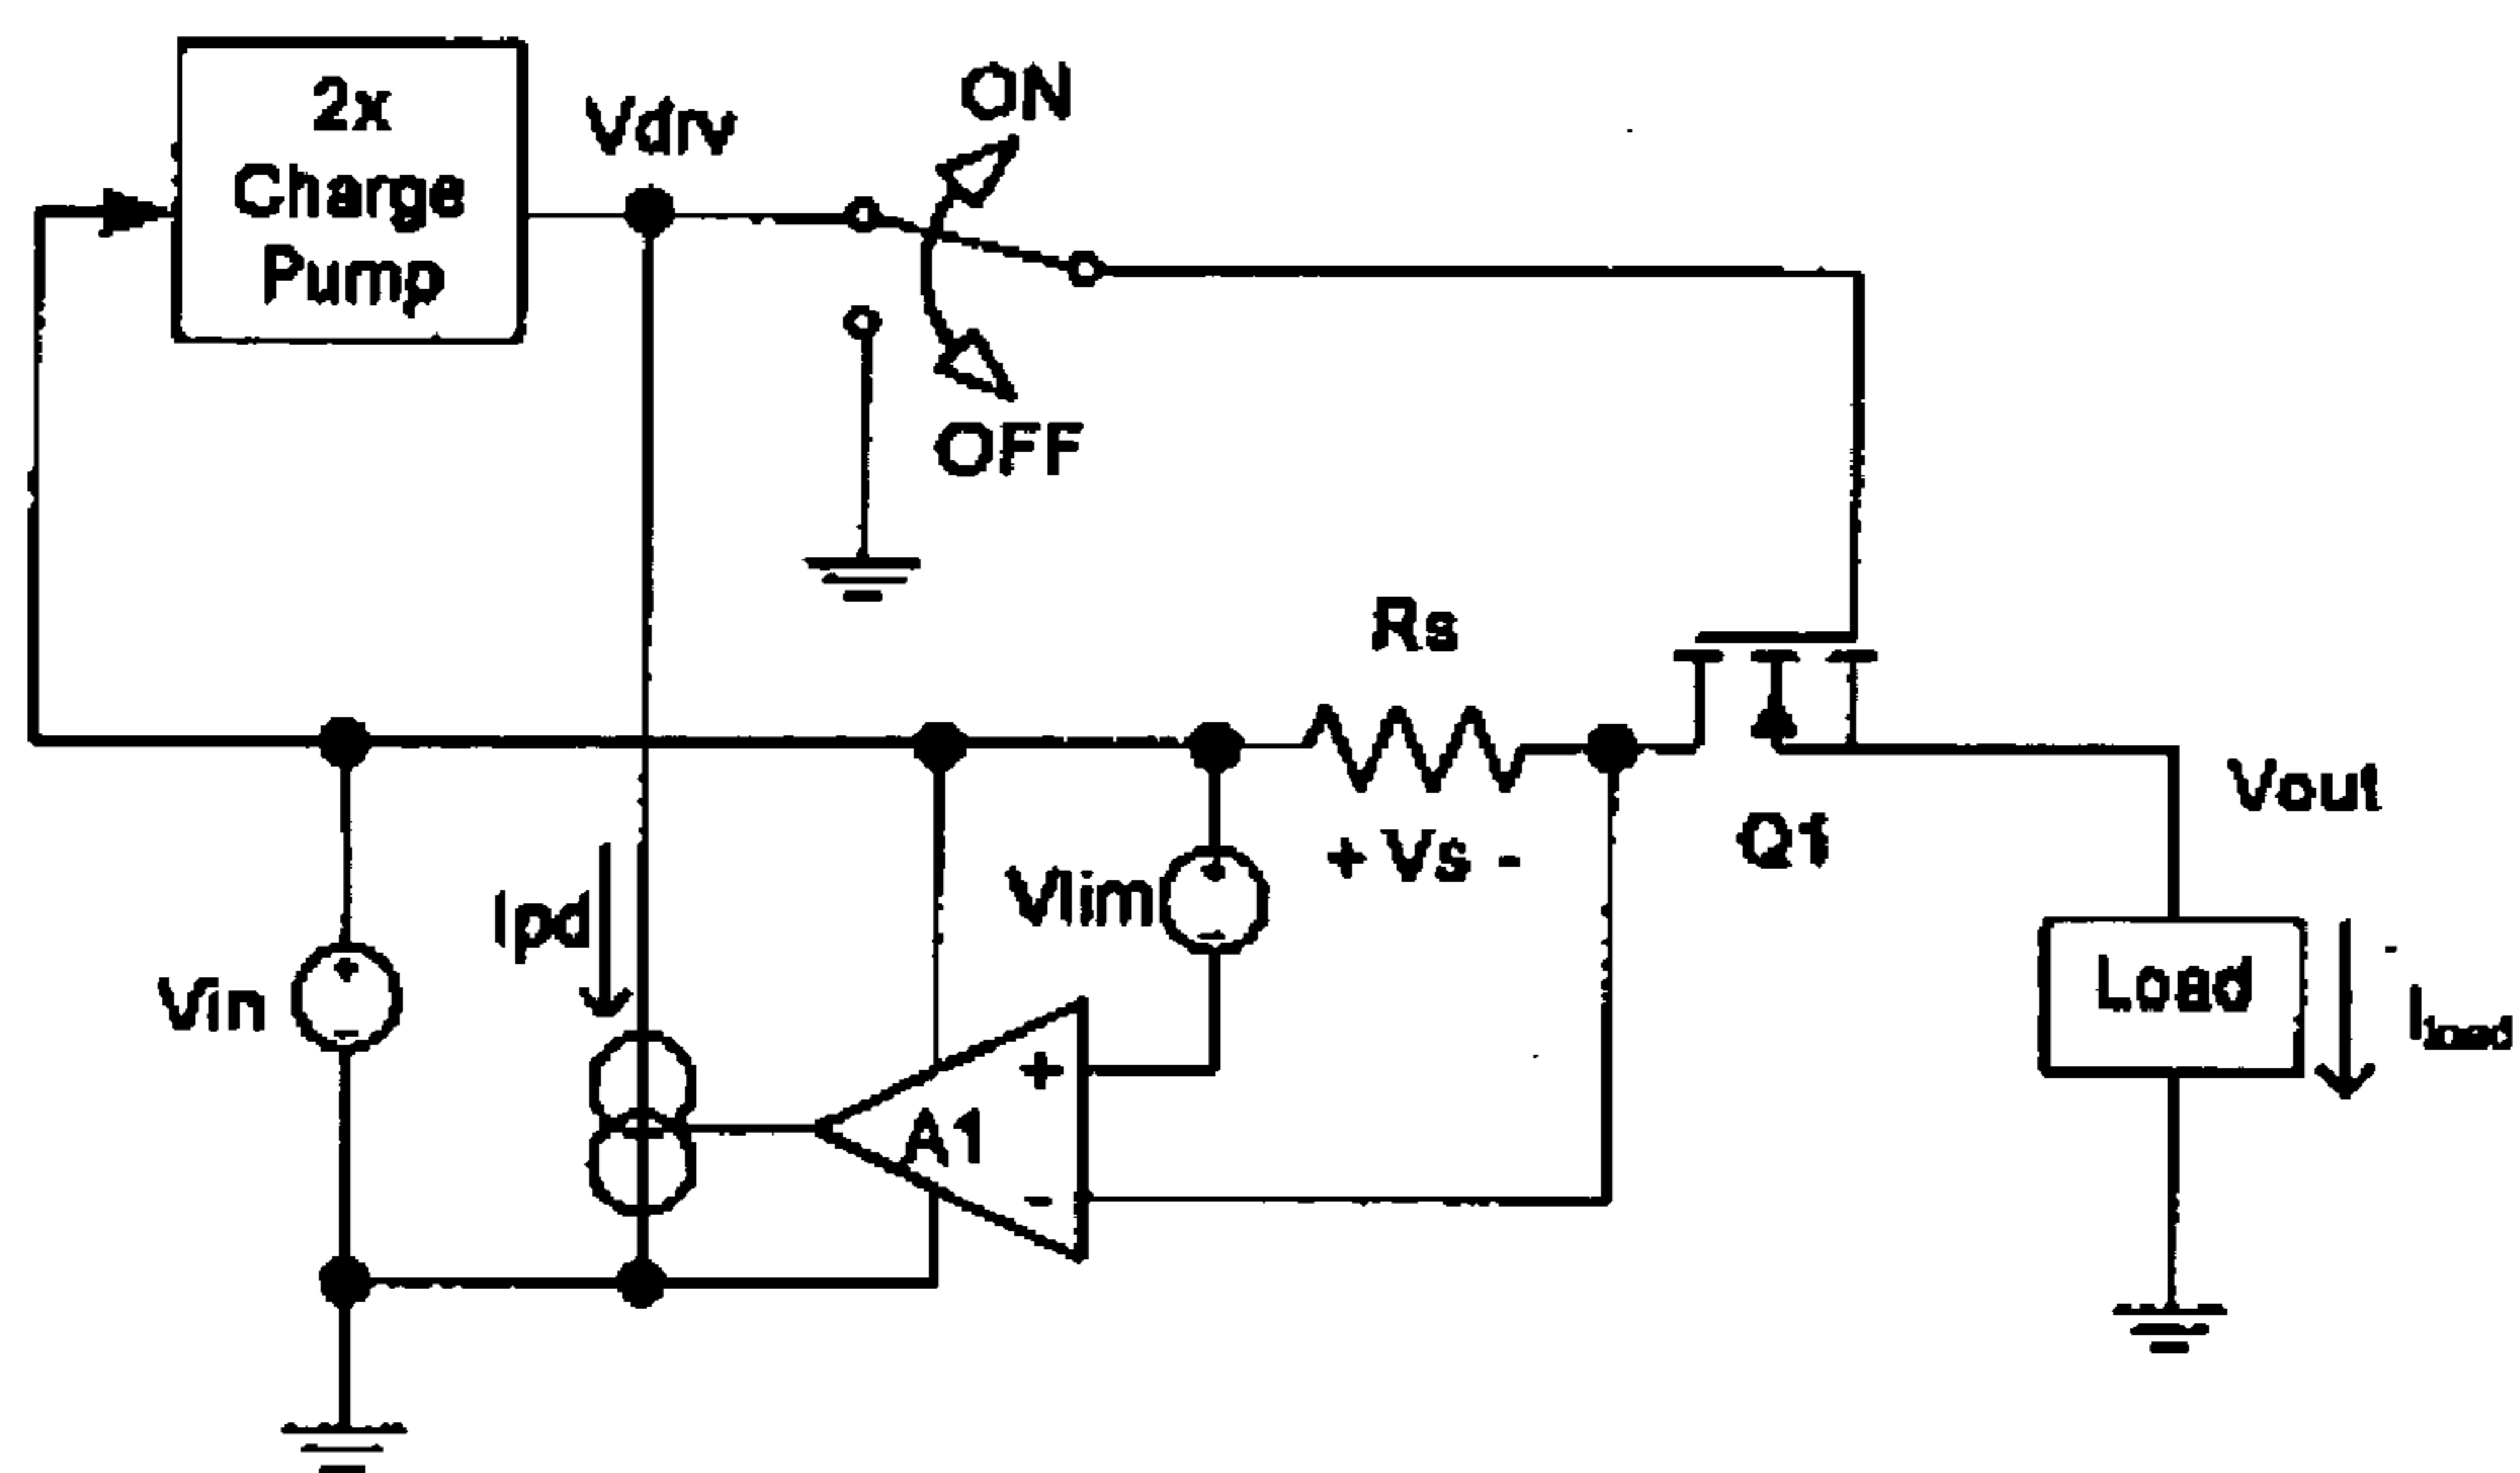 2x
Charge
Pump
Vdrv
ON
OFF
Rs
+ Vs -
Q1
Vout
Ipd
Vlim
Vin
+
-
A1
Load
Iload